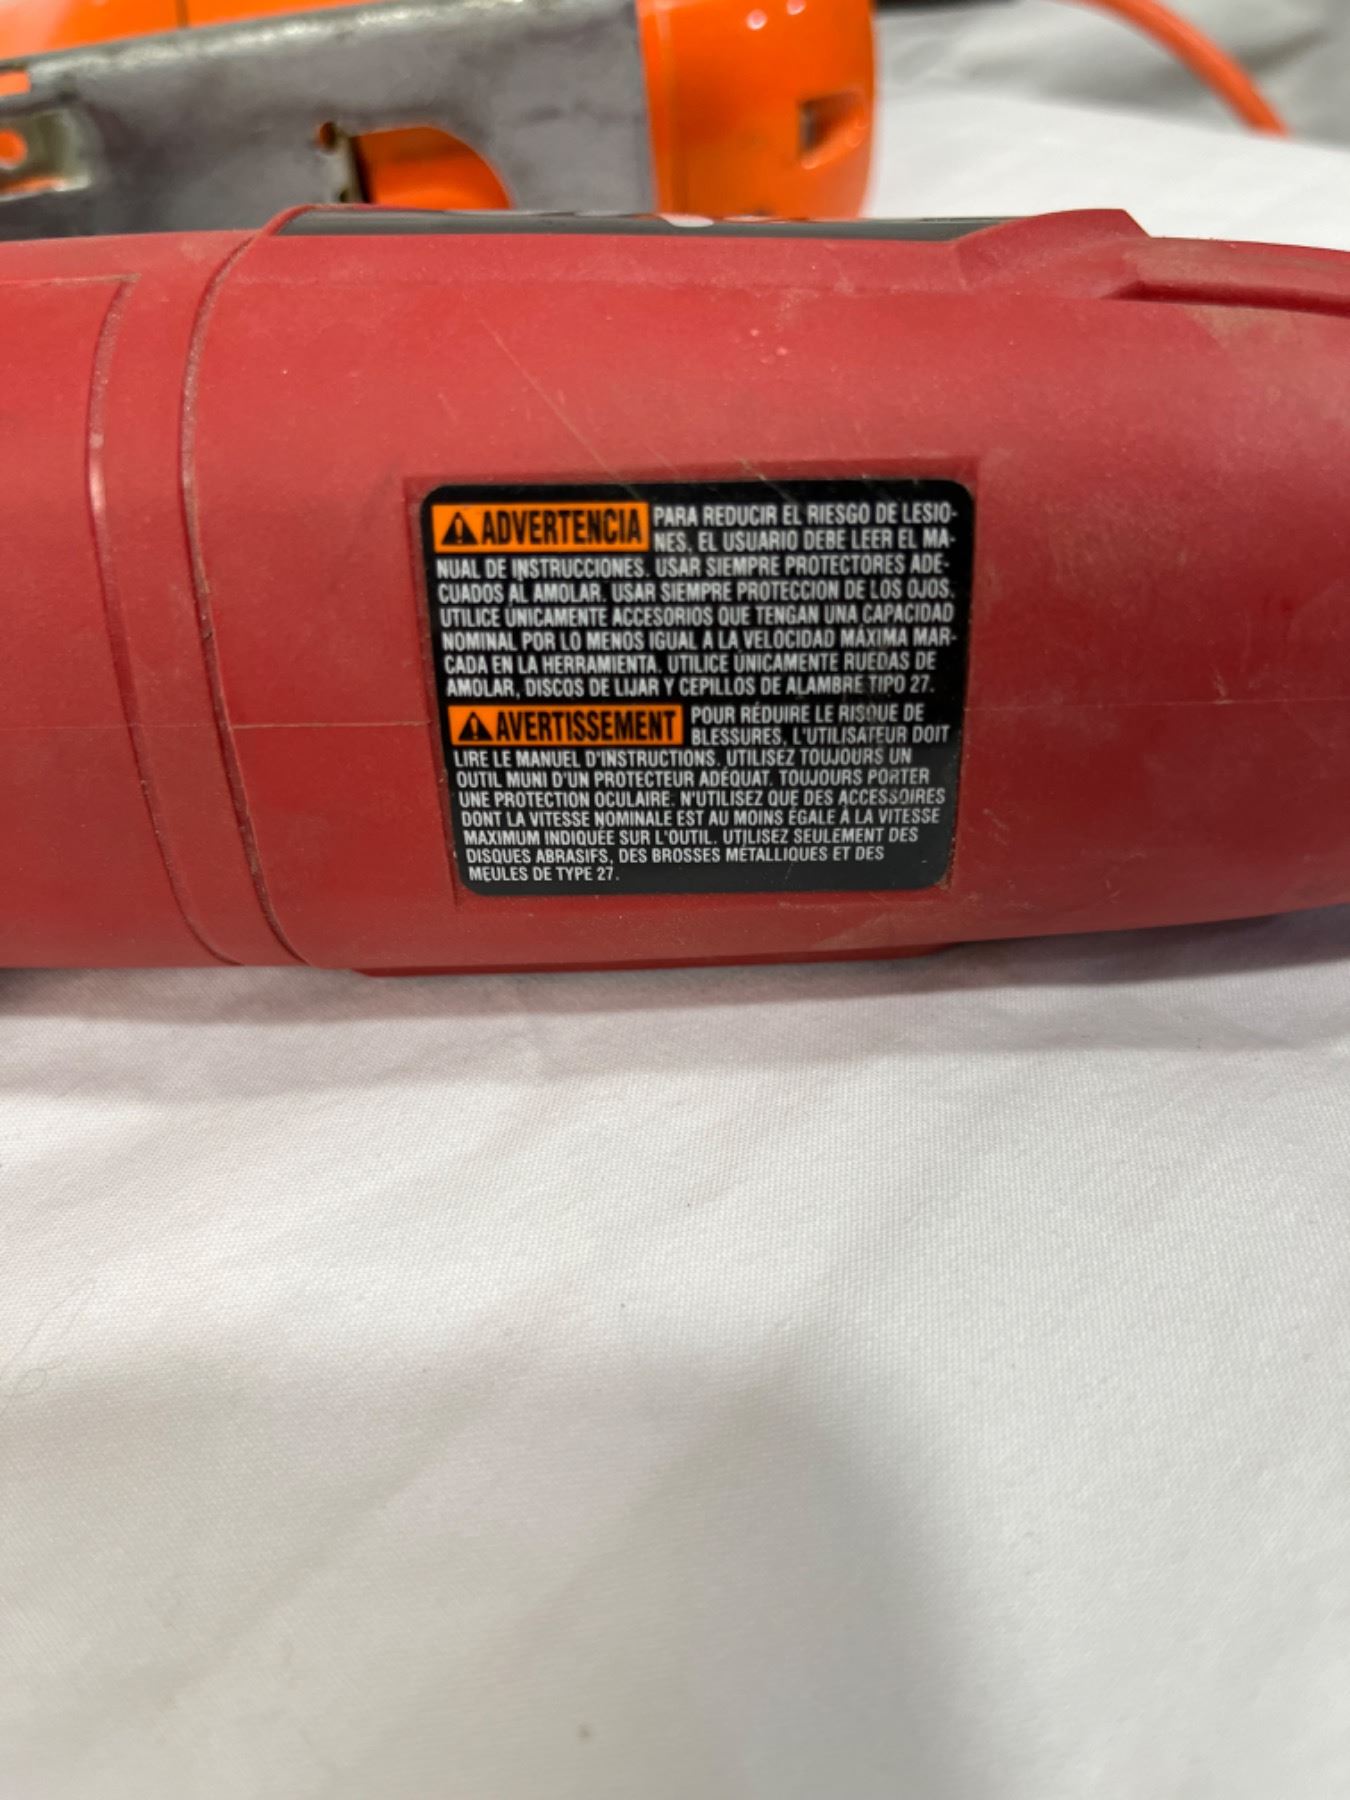 ADVERTENCIA PARA REDUCIR EL RIESGO DE LESIO-
NES. EL USUARIO DEBE LEER EL MA-
NUAL DE INSTRUCCIONES. USAR SIEMPRE PROTECTORES ADE-
CUADOS AL AMOLAR. USAR SIEMPRE PROTECCION DE LOS OJOS.
UTILICE ÚNICAMENTE ACCESORIOS QUE TENGAN UNA CAPACIDAD
NOMINAL POR LO MENOS IGUAL A LA VELOCIDAD MÁXIMA MAR-
CADA EN LA HERRAMIENTA. UTILICE ÚNICAMENTE RUEDAS DE
AMOLAR, DISCOS DE LIJAR Y CEPILLOS DE ALAMBRE TIPO 27.
AVERTISSEMENT POUR RÉDUIRE LE RISQUE DE
BLESSURES, L'UTILISATEUR DOIT
LIRE LE MANUEL D'INSTRUCTIONS. UTILISEZ TOUJOURS UN
OUTIL MUNI D'UN PROTECTEUR ADÉQUAT. TOUJOURS PORTER
UNE PROTECTION OCULAIRE. N'UTILISEZ QUE DES ACCESSOIRES
DONT LA VITESSE NOMINALE EST AU MOINS ÉGALE À LA VITESSE
MAXIMUM INDIQUÉE SUR L'OUTIL. UTILISEZ SEULEMENT DES
DISQUES ABRASIFS, DES BROSSES MÉTALLIQUES ET DES
MEULES DE TYPE 27.